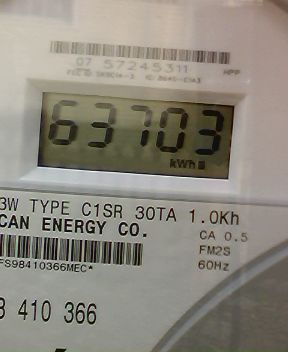 07 57245311
HPP
63703
kWh
3W TYPE C1SR 30TA 1.0Kh
CAN ENERGY CO.
CA 0.5
FM2S
FS98410366MEC*
60Hz
410 366